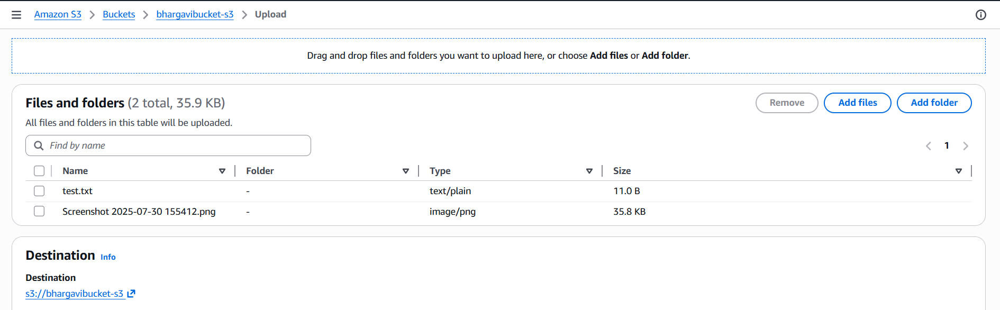 Amazon S3 > Buckets > bhargavibucket-s3 > Upload
Drag and drop files and folders you want to upload here, or choose Add files or Add folder.
Files and folders (2 total, 35.9 KB)
Remove Add files Add folder
All files and folders in this table will be uploaded.
Find by name
1
Name Folder Type Size
test.txt - text/plain 11.0 B
Screenshot 2025-07-30 155412.png - image/png 35.8 KB
Destination Info
Destination
s3://bhargavibucket-s3